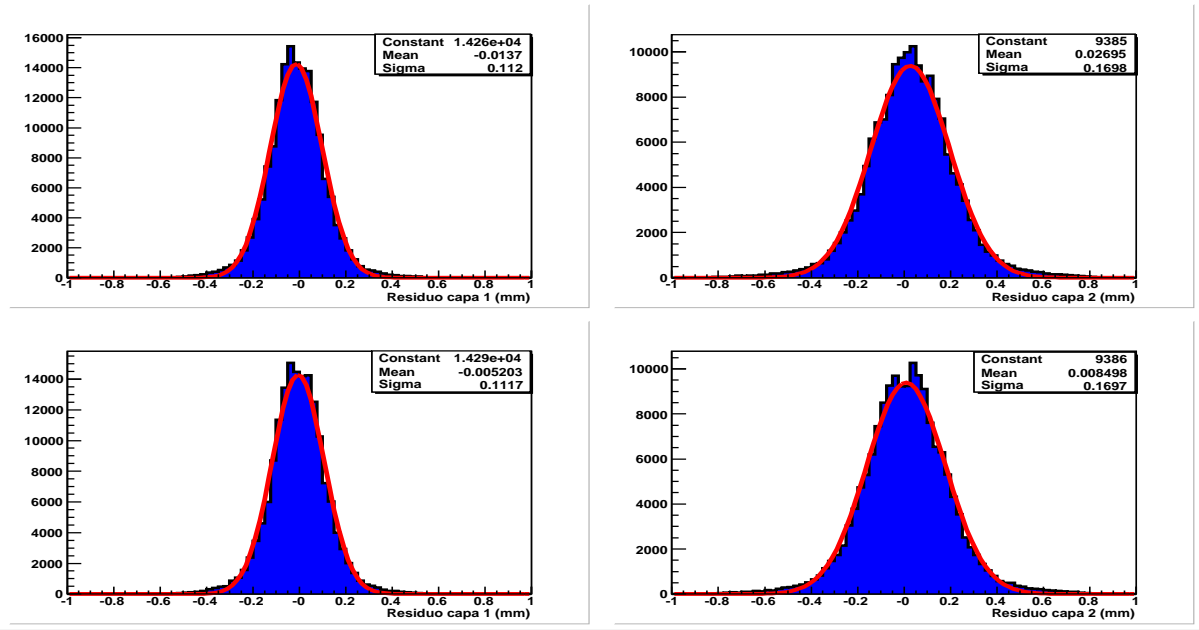 16000
14000
12000
10000
8000
6000
4000
2000
0
Constant 1.426e+04
Mean -0.0137
Sigma 0.112
-1 -0.8 -0.6 -0.4 -0.2 -0 0.2 0.4 0.6 0.8 1
Residuo capa 1 (mm)
10000
8000
6000
4000
2000
0
Constant 9385
Mean 0.02695
Sigma 0.1698
-1 -0.8 -0.6 -0.4 -0.2 -0 0.2 0.4 0.6 0.8 1
Residuo capa 2 (mm)
14000
12000
10000
8000
6000
4000
2000
0
Constant 1.429e+04
Mean -0.005203
Sigma 0.1117
-1 -0.8 -0.6 -0.4 -0.2 -0 0.2 0.4 0.6 0.8 1
Residuo capa 1 (mm)
10000
8000
6000
4000
2000
0
Constant 9386
Mean 0.008498
Sigma 0.1697
-1 -0.8 -0.6 -0.4 -0.2 -0 0.2 0.4 0.6 0.8 1
Residuo capa 2 (mm)